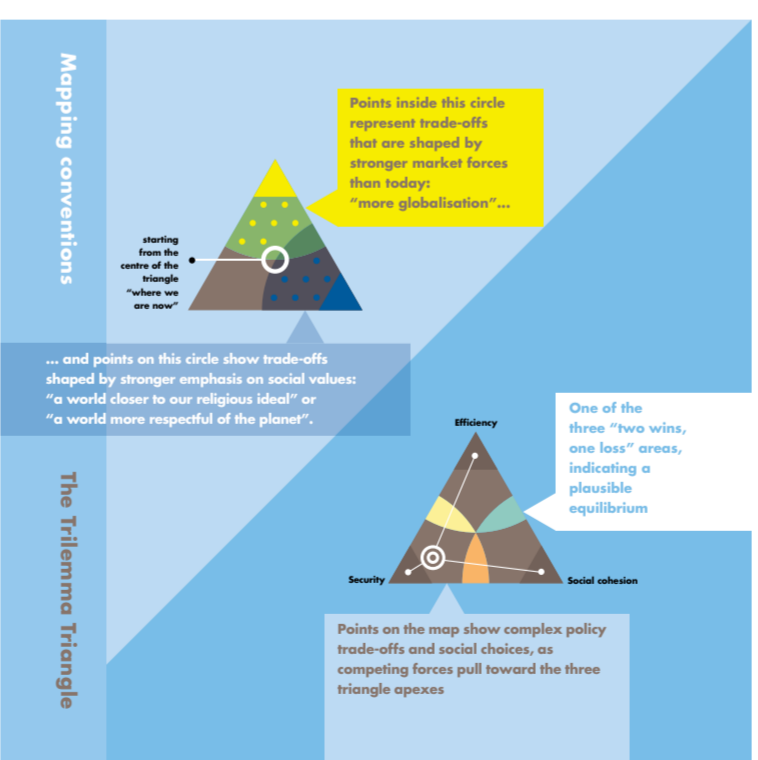 Mapping conventions
Points inside this circle
represent trade-offs
that are shaped by
stronger market forces
than today:
“more globalisation”...
starting
from the
centre of the
triangle
“where we
are now”
... and points on this circle show trade-offs
shaped by stronger emphasis on social values:
“a world closer to our religious ideal” or
“a world more respectful of the planet”.
The Trilemma Triangle
Efficiency
One of the
three “two wins,
one loss” areas,
indicating a
plausible
equilibrium
Security
Social cohesion
Points on the map show complex policy
trade-offs and social choices, as
competing forces pull toward the three
triangle apexes